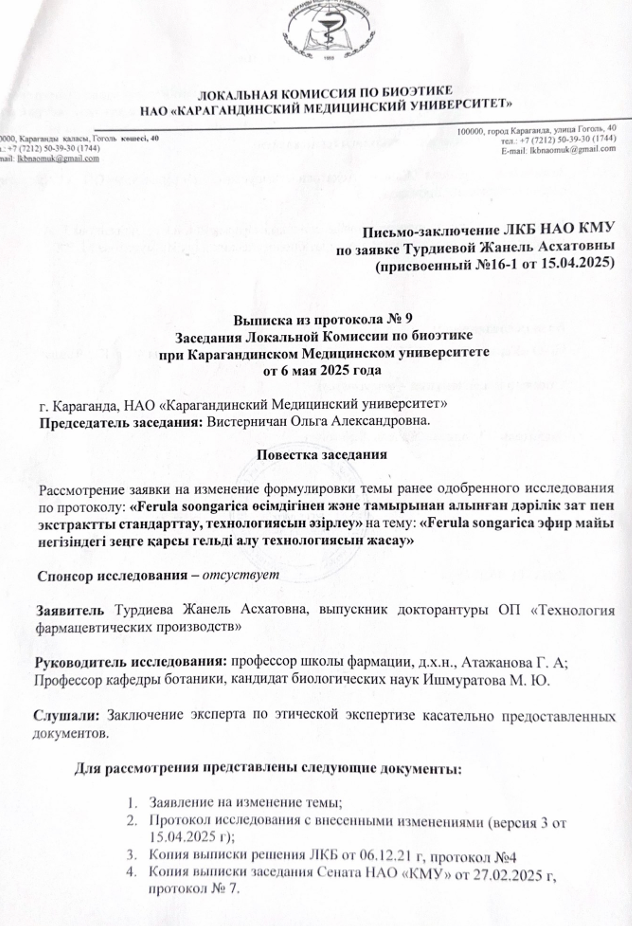 ЛОКАЛЬНАЯ КОМИССИЯ ПО БИОЭТИКЕ
НАО «КАРАГАНДИНСКИЙ МЕДИЦИНСКИЙ УНИВЕРСИТЕТ»
0000, Караганды қаласы, Гоголь көшесі, 40
.: +7 (7212) 50-39-30 (1744)
mail: lkbnaomuk@gmail.com
100000, город Караганда, улица Гоголь, 40
тел.: +7 (7212) 50-39-30 (1744)
E-mail: lkbnaomuk@gmail.com
Письмо-заключение ЛКБ НАО КМУ
по заявке Турдиевой Жанель Асхатовны
(присвоенный №16-1 от 15.04.2025)
Выписка из протокола № 9
Заседания Локальной Комиссии по биоэтике
при Карагандинском Медицинском университете
от 6 мая 2025 года
г. Караганда, НАО «Карагандинский Медицинский университет»
Председатель заседания: Вистерничан Ольга Александровна.
Повестка заседания
Рассмотрение заявки на изменение формулировки темы ранее одобренного исследования
по протоколу: «Ferula soongarica өсімдігінен және тамырынан алынған дәрілік зат пен
экстрактты стандарттау, технологиясын әзірлеу» на тему: «Ferula songarica эфир майы
негізіндегі зеңге қарсы гельді алу технологиясын жасау»
Спонсор исследования – отсуствует
Заявитель Турдиева Жанель Асхатовна, выпускник докторантуры ОП «Технология
фармацевтических производств»
Руководитель исследования: профессор школы фармации, д.х.н., Атажанова Г. А;
Профессор кафедры ботаники, кандидат биологических наук Ишмуратова М. Ю.
Слушали: Заключение эксперта по этической экспертизе касательно предоставленных
документов.
Для рассмотрения представлены следующие документы:
1. Заявление на изменение темы;
2. Протокол исследования с внесенными изменениями (версия 3 от
15.04.2025 г);
3. Копия выписки решения ЛКБ от 06.12.21 г, протокол №4
4. Копия выписки заседания Сената НАО «КМУ» от 27.02.2025 г,
протокол № 7.